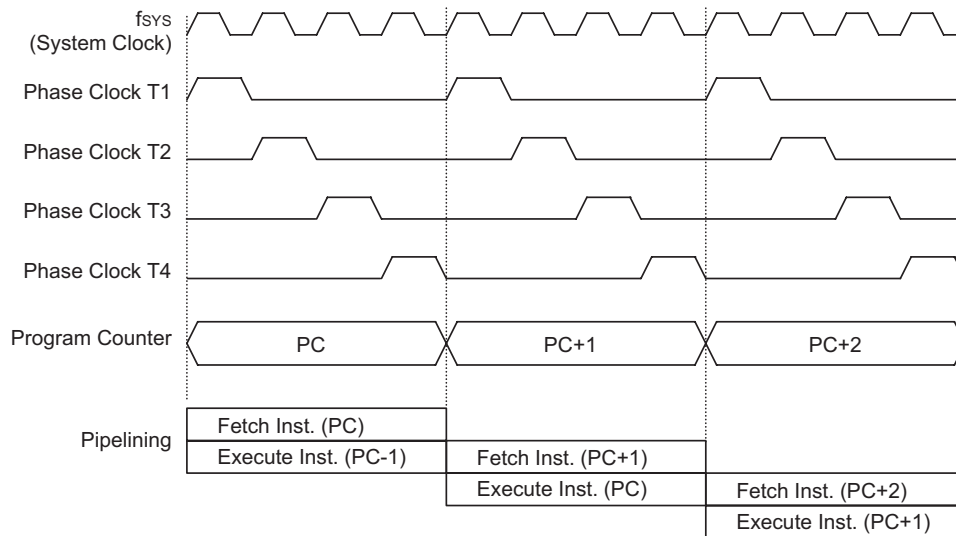 fSYS
(System Clock)
Phase Clock T1
Phase Clock T2
Phase Clock T3
Phase Clock T4
Program Counter
PC
PC+1
PC+2
Pipelining
Fetch Inst. (PC)
Execute Inst. (PC-1)
Fetch Inst. (PC+1)
Execute Inst. (PC)
Fetch Inst. (PC+2)
Execute Inst. (PC+1)